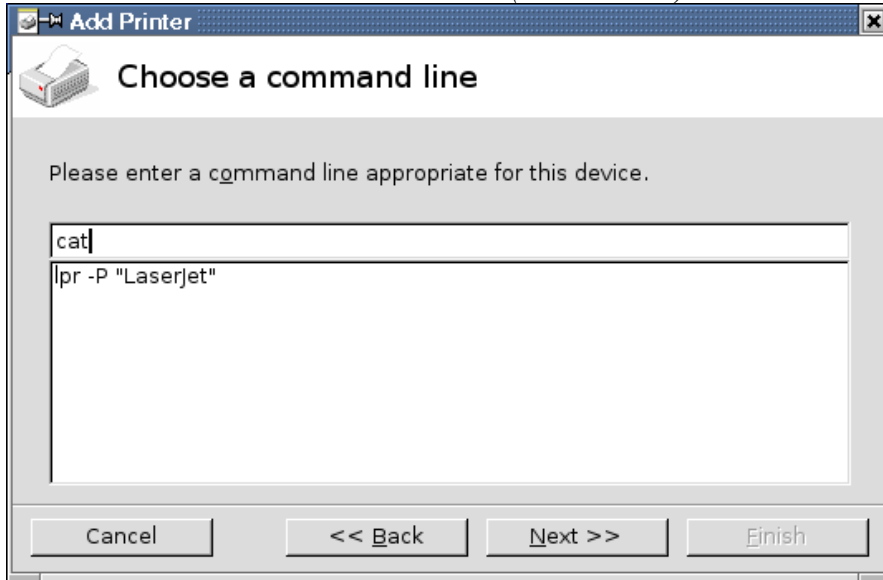 Add Printer
Choose a command line
Please enter a command line appropriate for this device.
cat
lpr -P "LaserJet"
Cancel << Back Next >> Finish